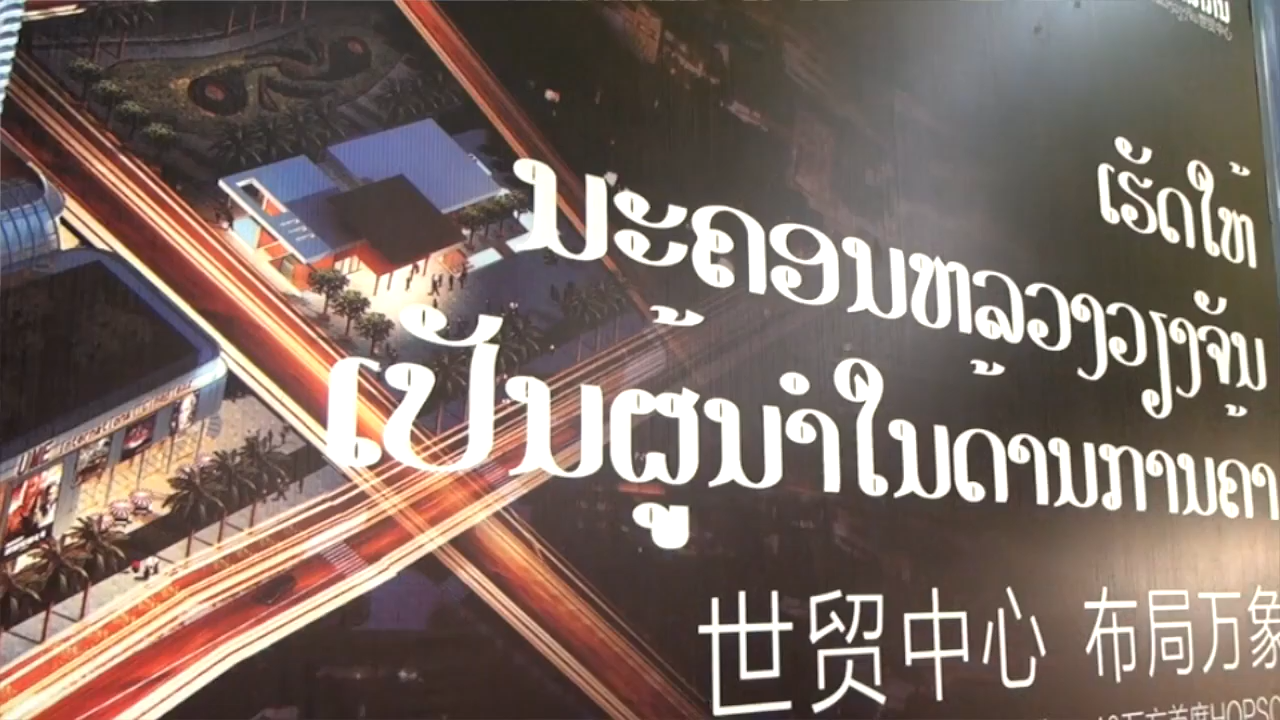 ເຮັດໃຫ້
ນະຄອນຫລວງວຽງຈັນ
ເປັນຜູ້ນຳໃນດ້ານການຄ້າ
世贸中心 布局万象